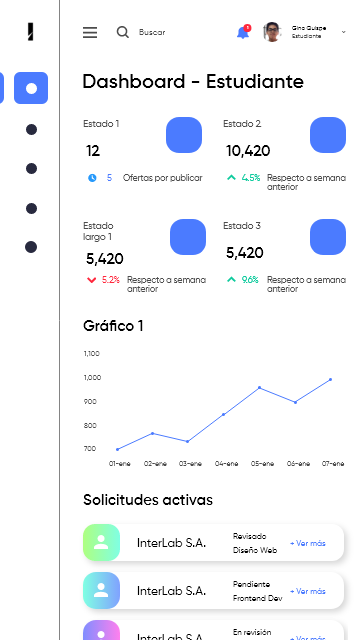 Buscar
1
Gino Quispe
Estudiante
Dashboard - Estudiante
Estado 1
12
5 Ofertas por publicar
Estado 2
10,420
4.5% Respecto a semana
anterior
Estado
largo 1
5,420
5.2% Respecto a semana
anterior
Estado 3
5,420
9.6% Respecto a semana
anterior
Gráfico 1
1,100
1,000
900
800
700
01-ene 02-ene 03-ene 04-ene 05-ene 06-ene 07-ene
Solicitudes activas
InterLab S.A.
Revisado
Diseño Web
+ Ver más
InterLab S.A.
Pendiente
Frontend Dev
+ Ver más
InterLab S.A.
En revisión
+ Ver más